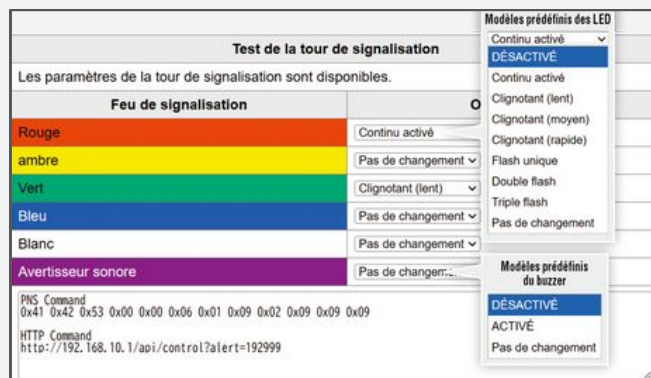 Modèles prédéfinis des LED
Continu activé
DÉSACTIVÉ
Continu activé
Clignotant (lent)
Clignotant (moyen)
Clignotant (rapide)
Flash unique
Double flash
Triple flash
Pas de changement
Test de la tour de signalisation
Les paramètres de la tour de signalisation sont disponibles.
Feu de signalisation
O
Rouge
Continu activé
ambre
Pas de changement
Vert
Clignotant (lent)
Bleu
Pas de changement
Blanc
Pas de changement
Avertisseur sonore
Pas de changem
Modèles prédéfinis
du buzzer
DÉSACTIVÉ
ACTIVÉ
Pas de changement
PNS Command
0x41 0x42 0x53 0x00 0x00 0x06 0x01 0x09 0x02 0x09 0x09 0x09
HTTP Command
http://192.168.10.1/api/control?alert=192999